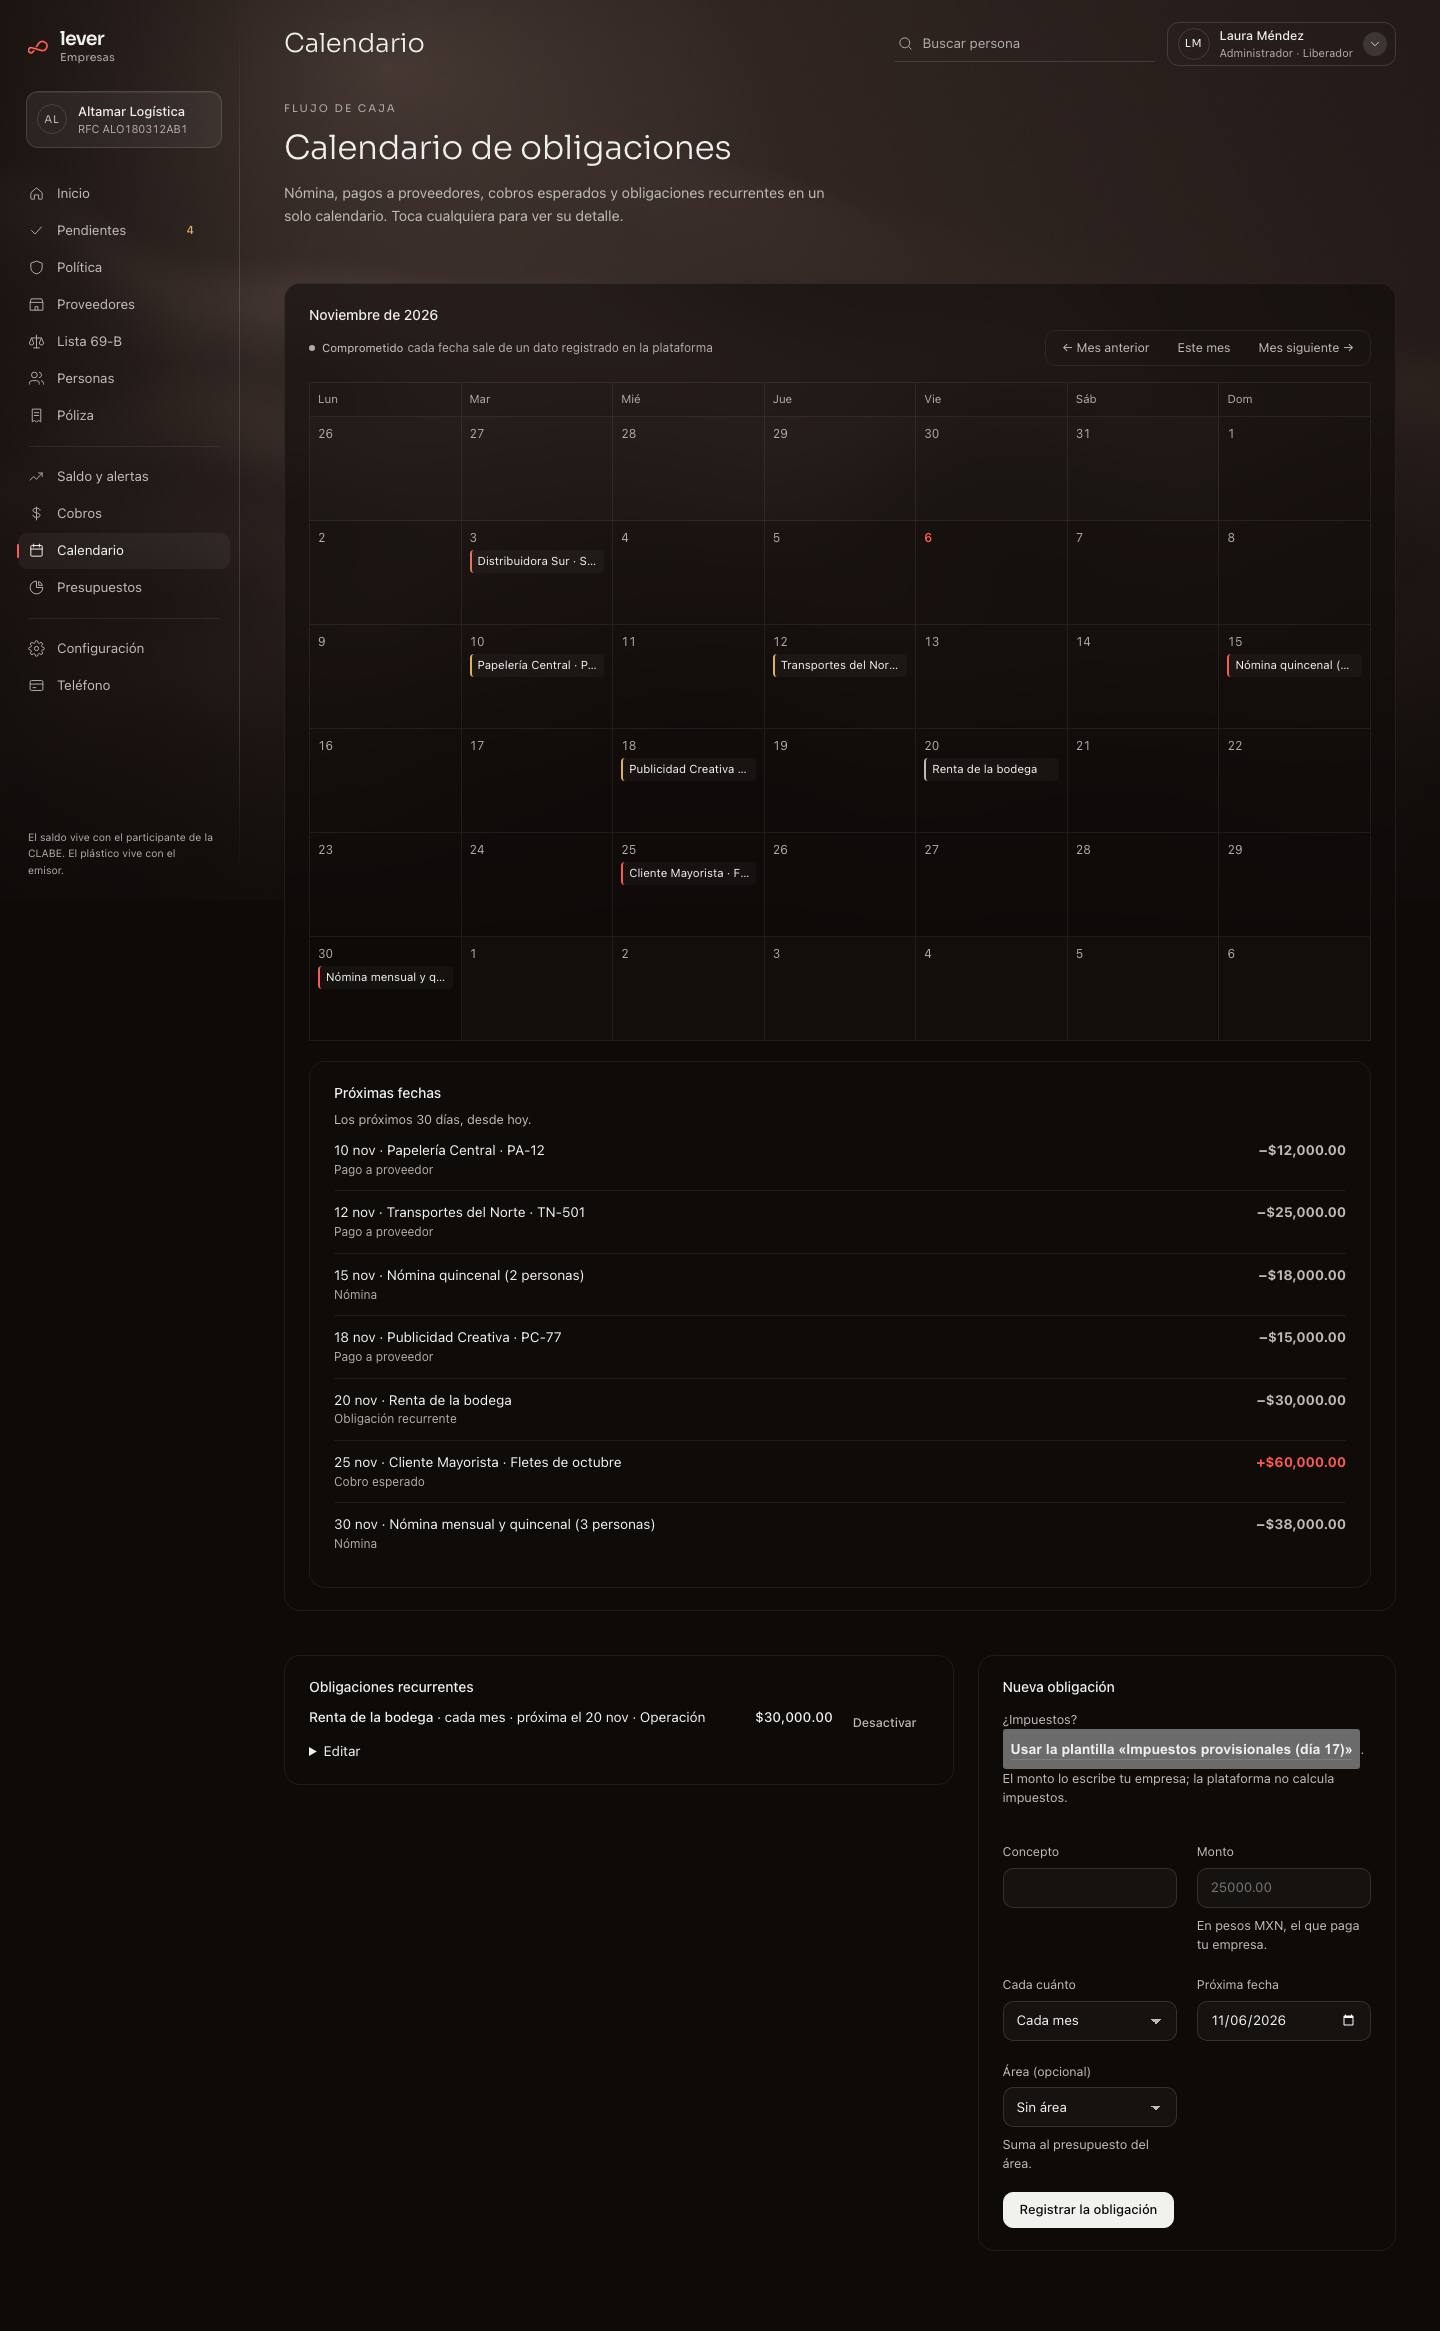 lever
Empresas
AL
Altamar Logística
RFC ALO180312AB1
Inicio
Pendientes 4
Política
Proveedores
Lista 69-B
Personas
Póliza
Saldo y alertas
Cobros
Calendario
Presupuestos
Configuración
Teléfono
El saldo vive con el participante de la
CLABE. El plástico vive con el
emisor.
Calendario
Buscar persona
LM
Laura Méndez
Administrador · Liberador
FLUJO DE CAJA
Calendario de obligaciones
Nómina, pagos a proveedores, cobros esperados y obligaciones recurrentes en un
solo calendario. Toca cualquiera para ver su detalle.
Noviembre de 2026
Comprometido cada fecha sale de un dato registrado en la plataforma
← Mes anterior Este mes Mes siguiente →
Lun Mar Mié Jue Vie Sáb Dom
26 27 28 29 30 31 1
2 3 4 5 6 7 8
Distribuidora Sur · S...
9 10 11 12 13 14 15
Papelería Central · P... Transportes del Nor... Nómina quincenal (...
16 17 18 19 20 21 22
Publicidad Creativa ... Renta de la bodega
23 24 25 26 27 28 29
Cliente Mayorista · F...
30 1 2 3 4 5 6
Nómina mensual y q...
Próximas fechas
Los próximos 30 días, desde hoy.
10 nov · Papelería Central · PA-12 −$12,000.00
Pago a proveedor
12 nov · Transportes del Norte · TN-501 −$25,000.00
Pago a proveedor
15 nov · Nómina quincenal (2 personas) −$18,000.00
Nómina
18 nov · Publicidad Creativa · PC-77 −$15,000.00
Pago a proveedor
20 nov · Renta de la bodega −$30,000.00
Obligación recurrente
25 nov · Cliente Mayorista · Fletes de octubre +$60,000.00
Cobro esperado
30 nov · Nómina mensual y quincenal (3 personas) −$38,000.00
Nómina
Obligaciones recurrentes
Renta de la bodega · cada mes · próxima el 20 nov · Operación $30,000.00 Desactivar
Editar
Nueva obligación
¿Impuestos?
Usar la plantilla «Impuestos provisionales (día 17)» .
El monto lo escribe tu empresa; la plataforma no calcula
impuestos.
Concepto Monto
25000.00
En pesos MXN, el que paga
tu empresa.
Cada cuánto Próxima fecha
Cada mes 11/06/2026
Área (opcional)
Sin área
Suma al presupuesto del
área.
Registrar la obligación